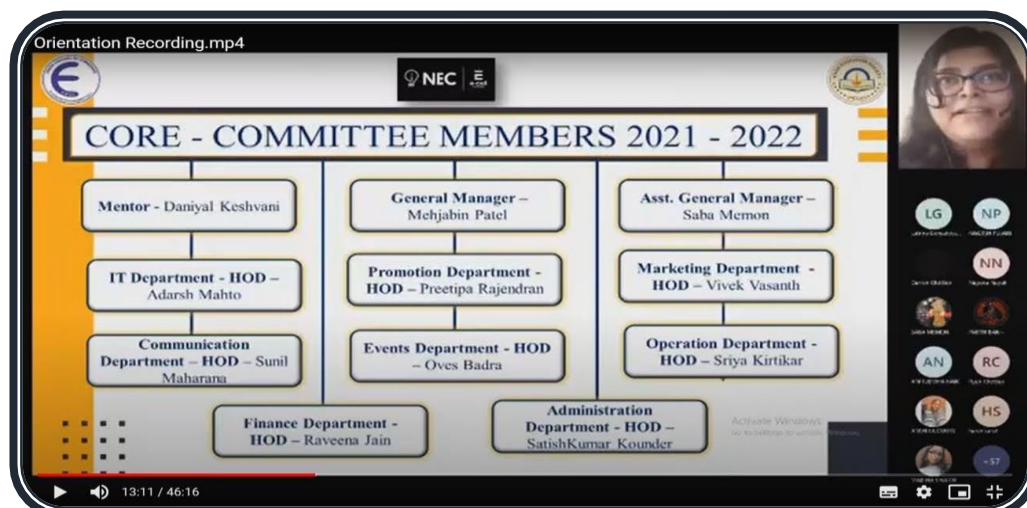 Orientation Recording.mp4
NEC
CORE - COMMITTEE MEMBERS 2021 - 2022
Mentor - Daniyal Keshvani
General Manager –
Mehjabin Patel
Asst. General Manager –
Saba Memon
IT Department - HOD –
Adarsh Mahto
Promotion Department -
HOD – Preetipa Rajendran
Marketing Department -
HOD – Vivek Vasanth
Communication
Department – HOD – Sunil
Maharana
Events Department - HOD
– Oves Badra
Operation Department -
HOD – Sriya Kirtikar
Finance Department -
HOD – Raveena Jain
Administration
Department - HOD –
SatishKumar Kounder
Activate Windows
LG
NP
NN
SABA MEMON
AN
RC
HS
+57
13:11 / 46:16